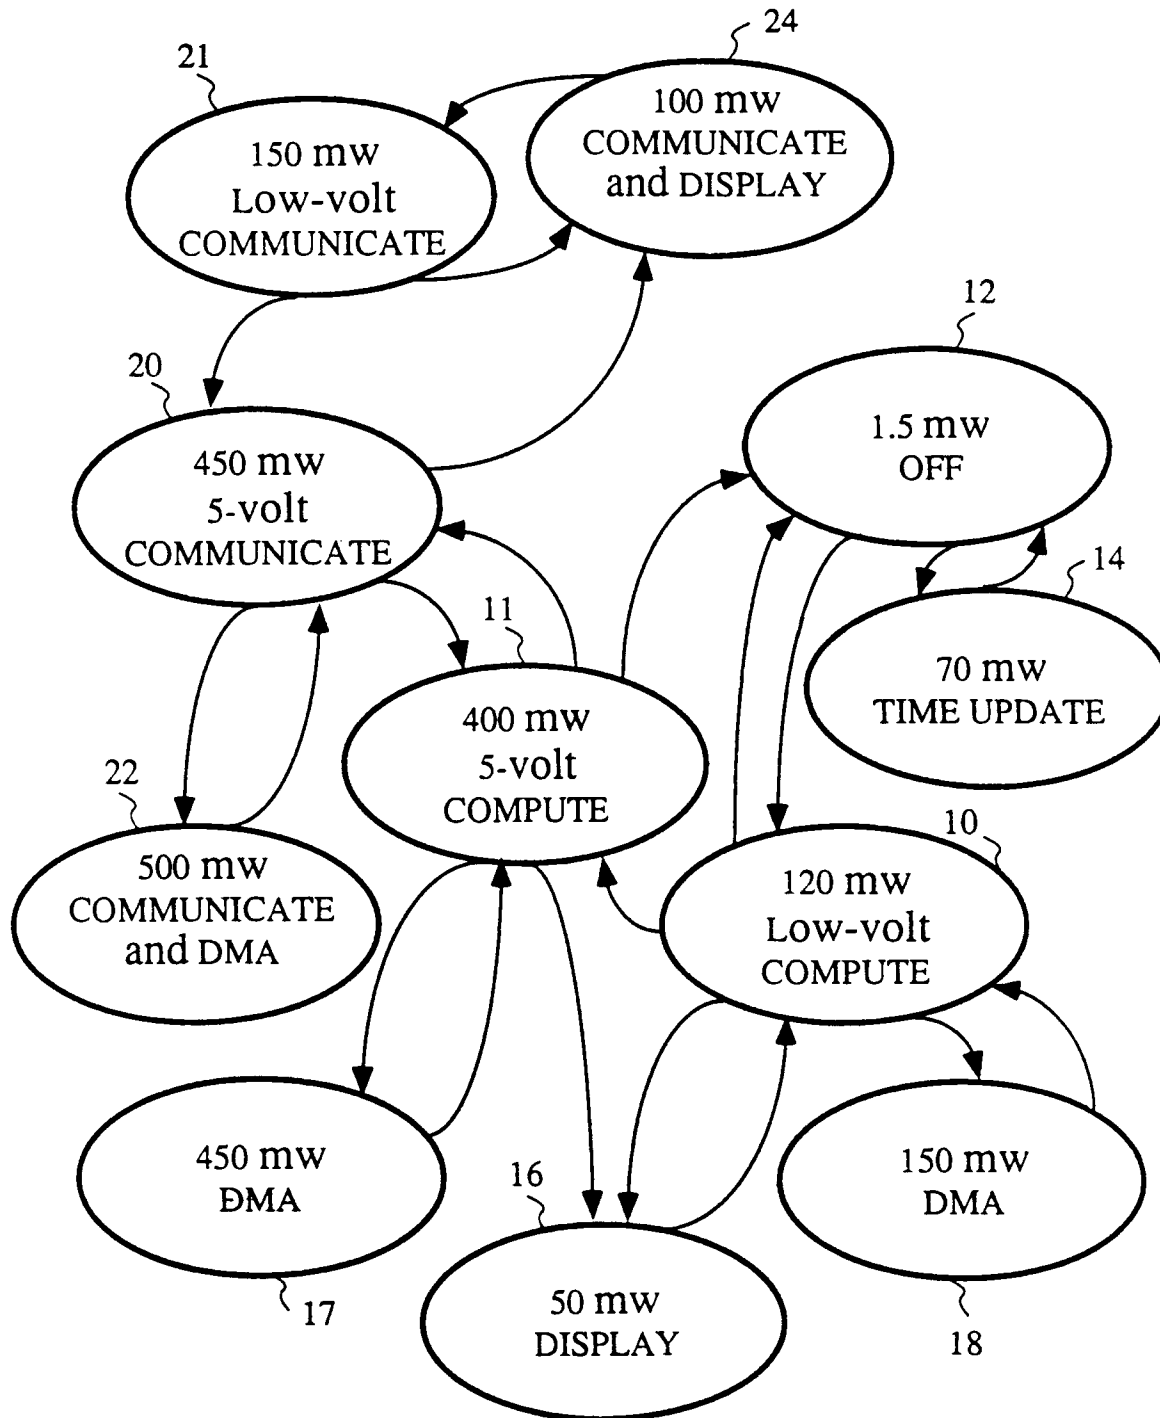 24
21
100 mw
COMMUNICATE
and DISPLAY
150 mw
Low-volt
COMMUNICATE
12
20
1.5 mw
OFF
450 mw
5-volt
COMMUNICATE
14
11
70 mw
TIME UPDATE
400 mw
5-volt
COMPUTE
22
10
500 mw
COMMUNICATE
and DMA
120 mw
Low-volt
COMPUTE
450 mw
DMA
16
150 mw
DMA
17
50 mw
DISPLAY
18